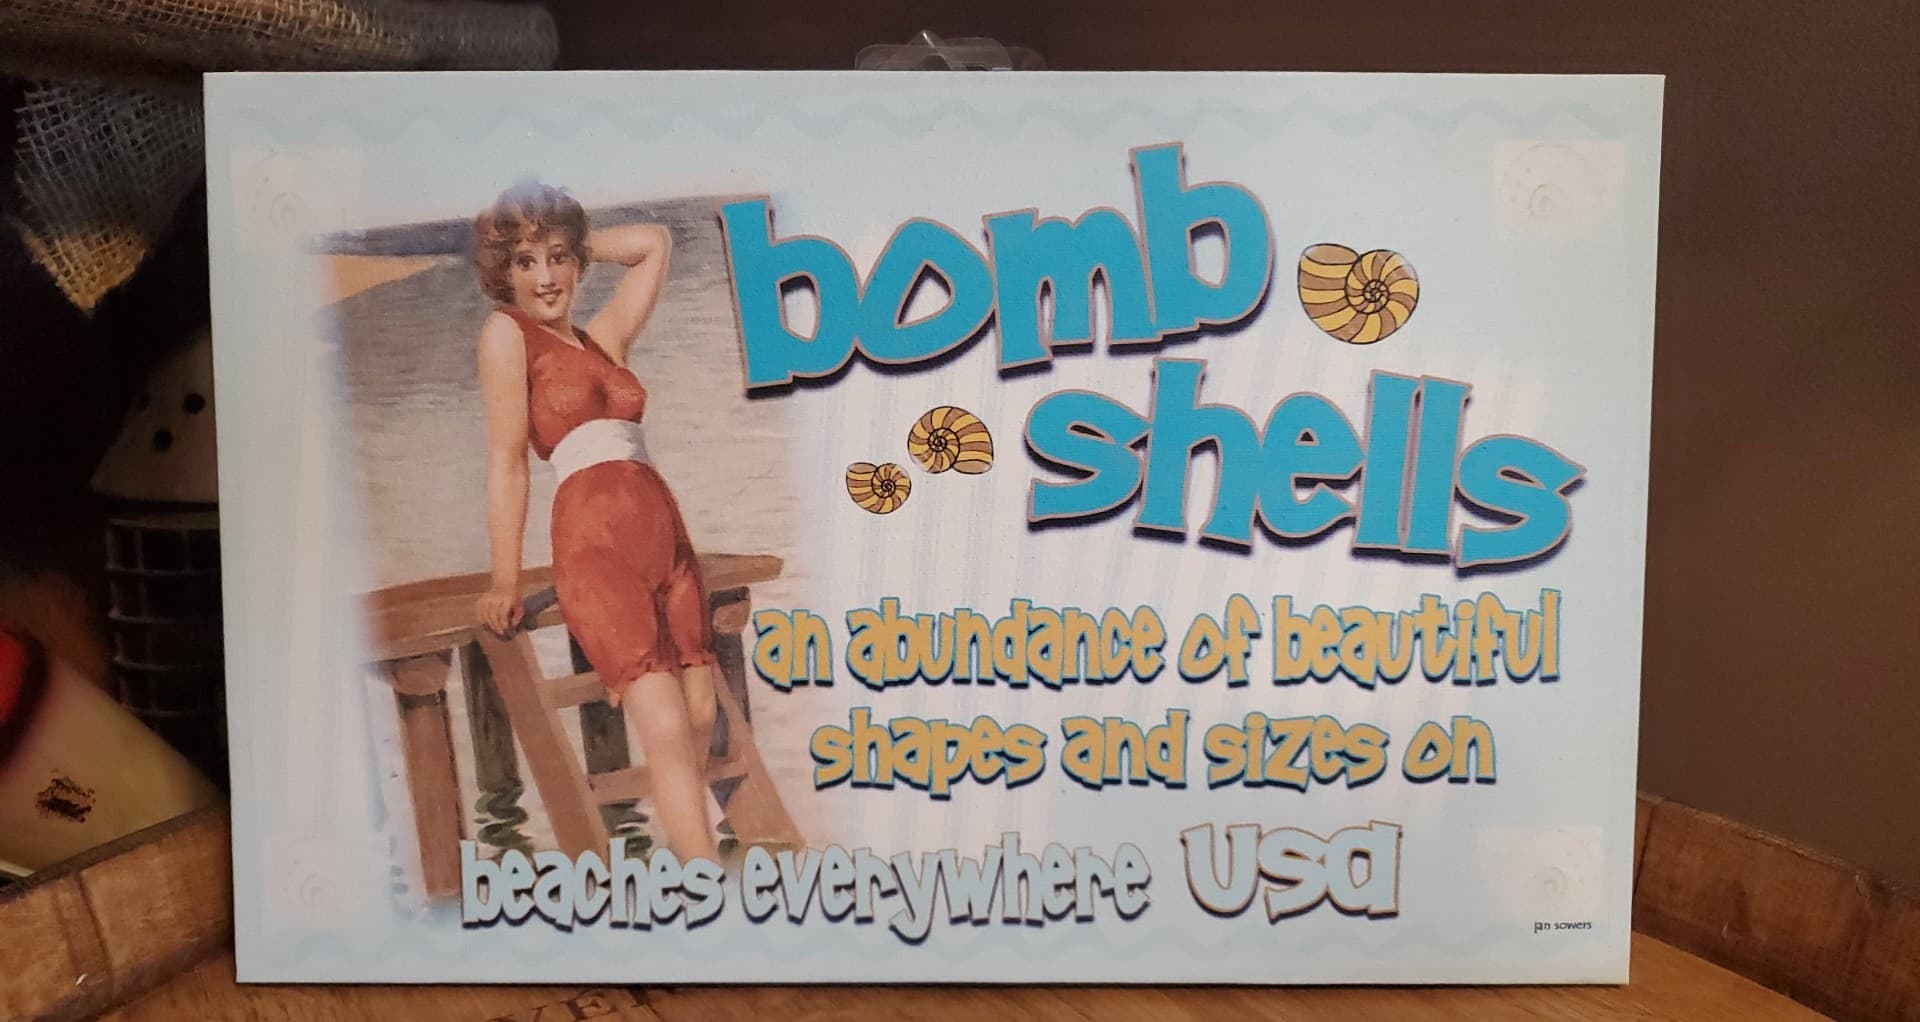 bomb
shells
an abundance of beautiful
shapes and sizes on
beaches everywhere USA
jan sowers